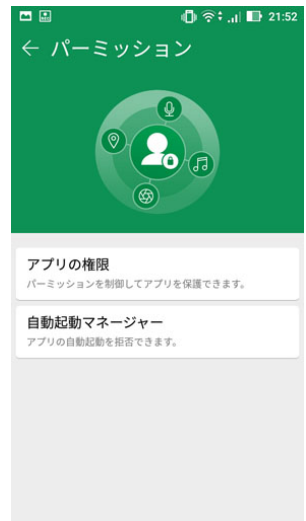 21:52
パーミッション
アプリの権限
パーミッションを制御してアプリを保護できます。
自動起動マネージャー
アプリの自動起動を拒否できます。